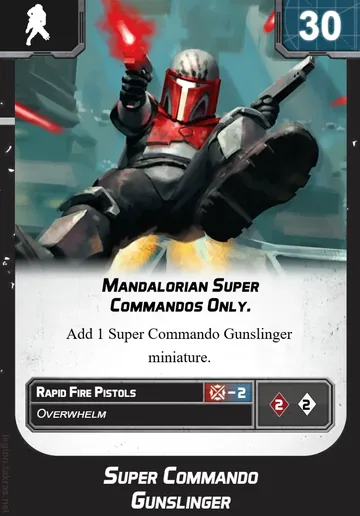 30
Mandalorian Super
Commandos Only.
Add 1 Super Commando Gunslinger
miniature.
Rapid Fire Pistols
-2
2
2
Overwhelm
Super Commando
Gunslinger